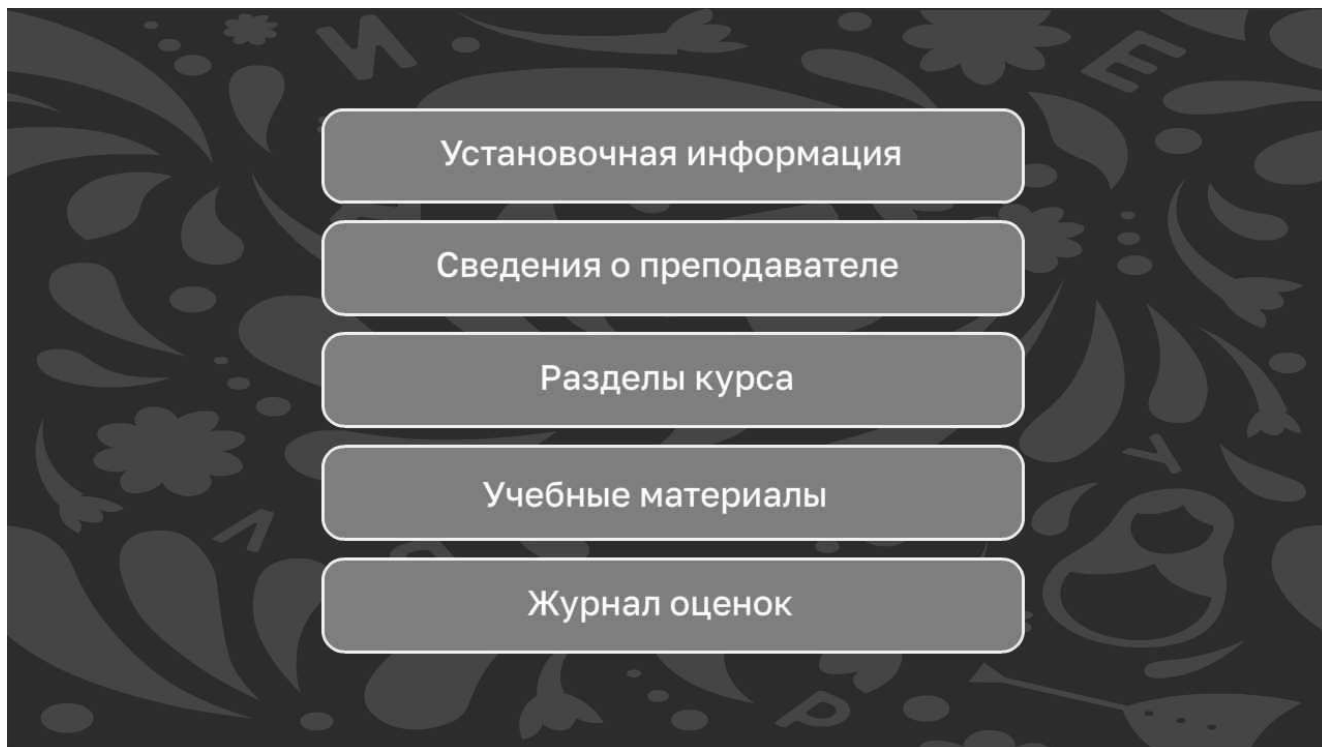 Установочная информация
Сведения о преподавателе
Разделы курса
Учебные материалы
Журнал оценок